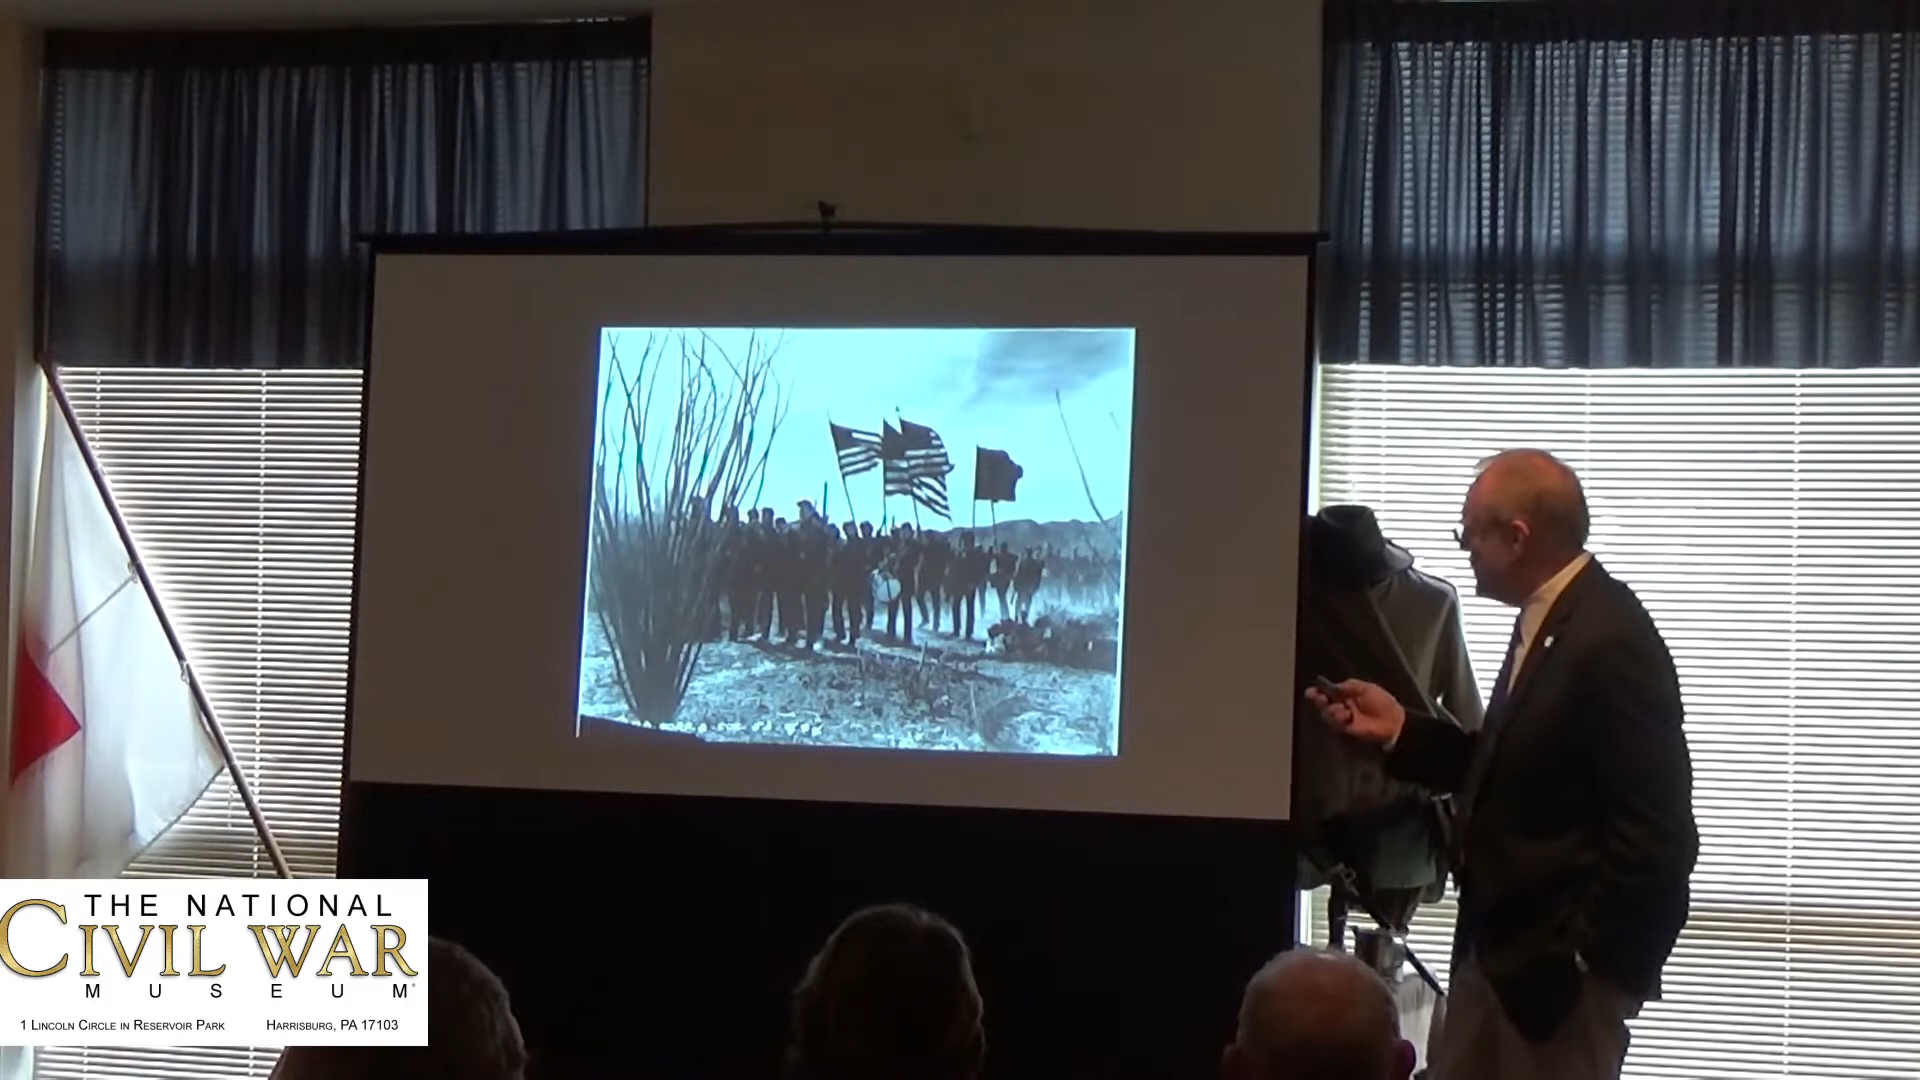 THE NATIONAL
CIVIL WAR
MUSEUM®
1 LINCOLN CIRCLE IN RESERVOIR PARK HARRISBURG, PA 17103